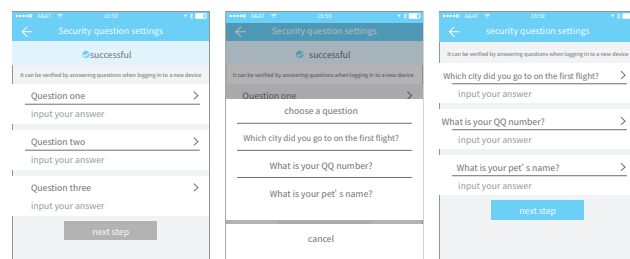 A&AT 16:59
Security question settings
successful
It can be verified by answering questions when logging in to a new device
Question one
input your answer
Question two
input your answer
Question three
input your answer
next step
A&AT 16:59
Security question settings
successful
It can be verified by answering questions when logging in to a new device
Question one
choose a question
Which city did you go to on the first flight?
What is your QQ number?
What is your pet' s name?
cancel
A&AT 16:59
security question settings
It can be verified by answering questions when logging in to a new device
Which city did you go to on the first flight?
input your answer
What is your QQ number?
input your answer
What is your pet' s name?
input your answer
next step